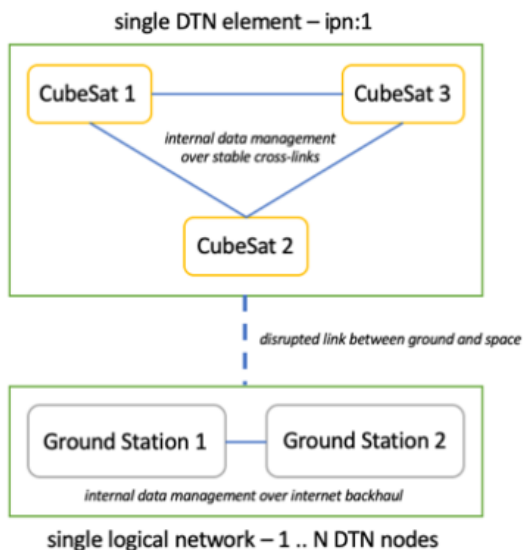 single DTN element – ipn:1
CubeSat 1
CubeSat 3
internal data management
over stable cross-links
CubeSat 2
disrupted link between ground and space
Ground Station 1
Ground Station 2
internal data management over internet backhaul
single logical network – 1 .. N DTN nodes